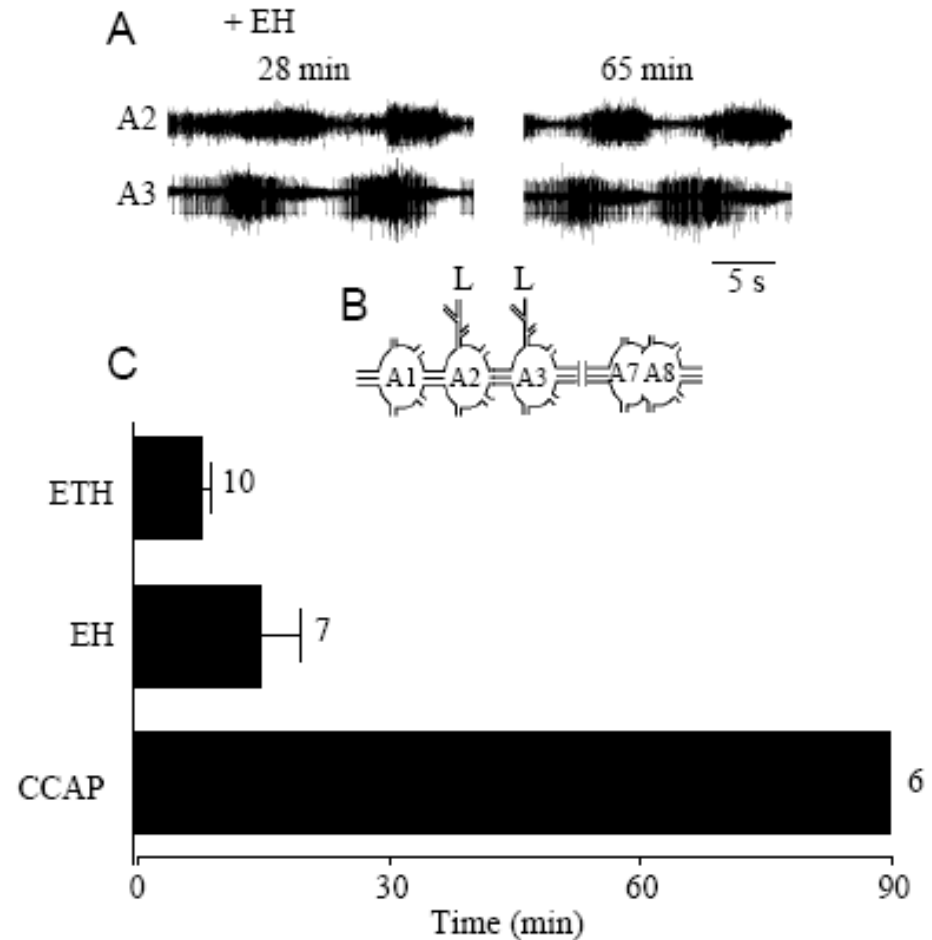 A
+ EH
28 min 65 min
A2
A3
5 s
B
L L
A1 A2 A3 A7 A8
C
ETH 10
EH 7
CCAP 6
0 30 60 90
Time (min)